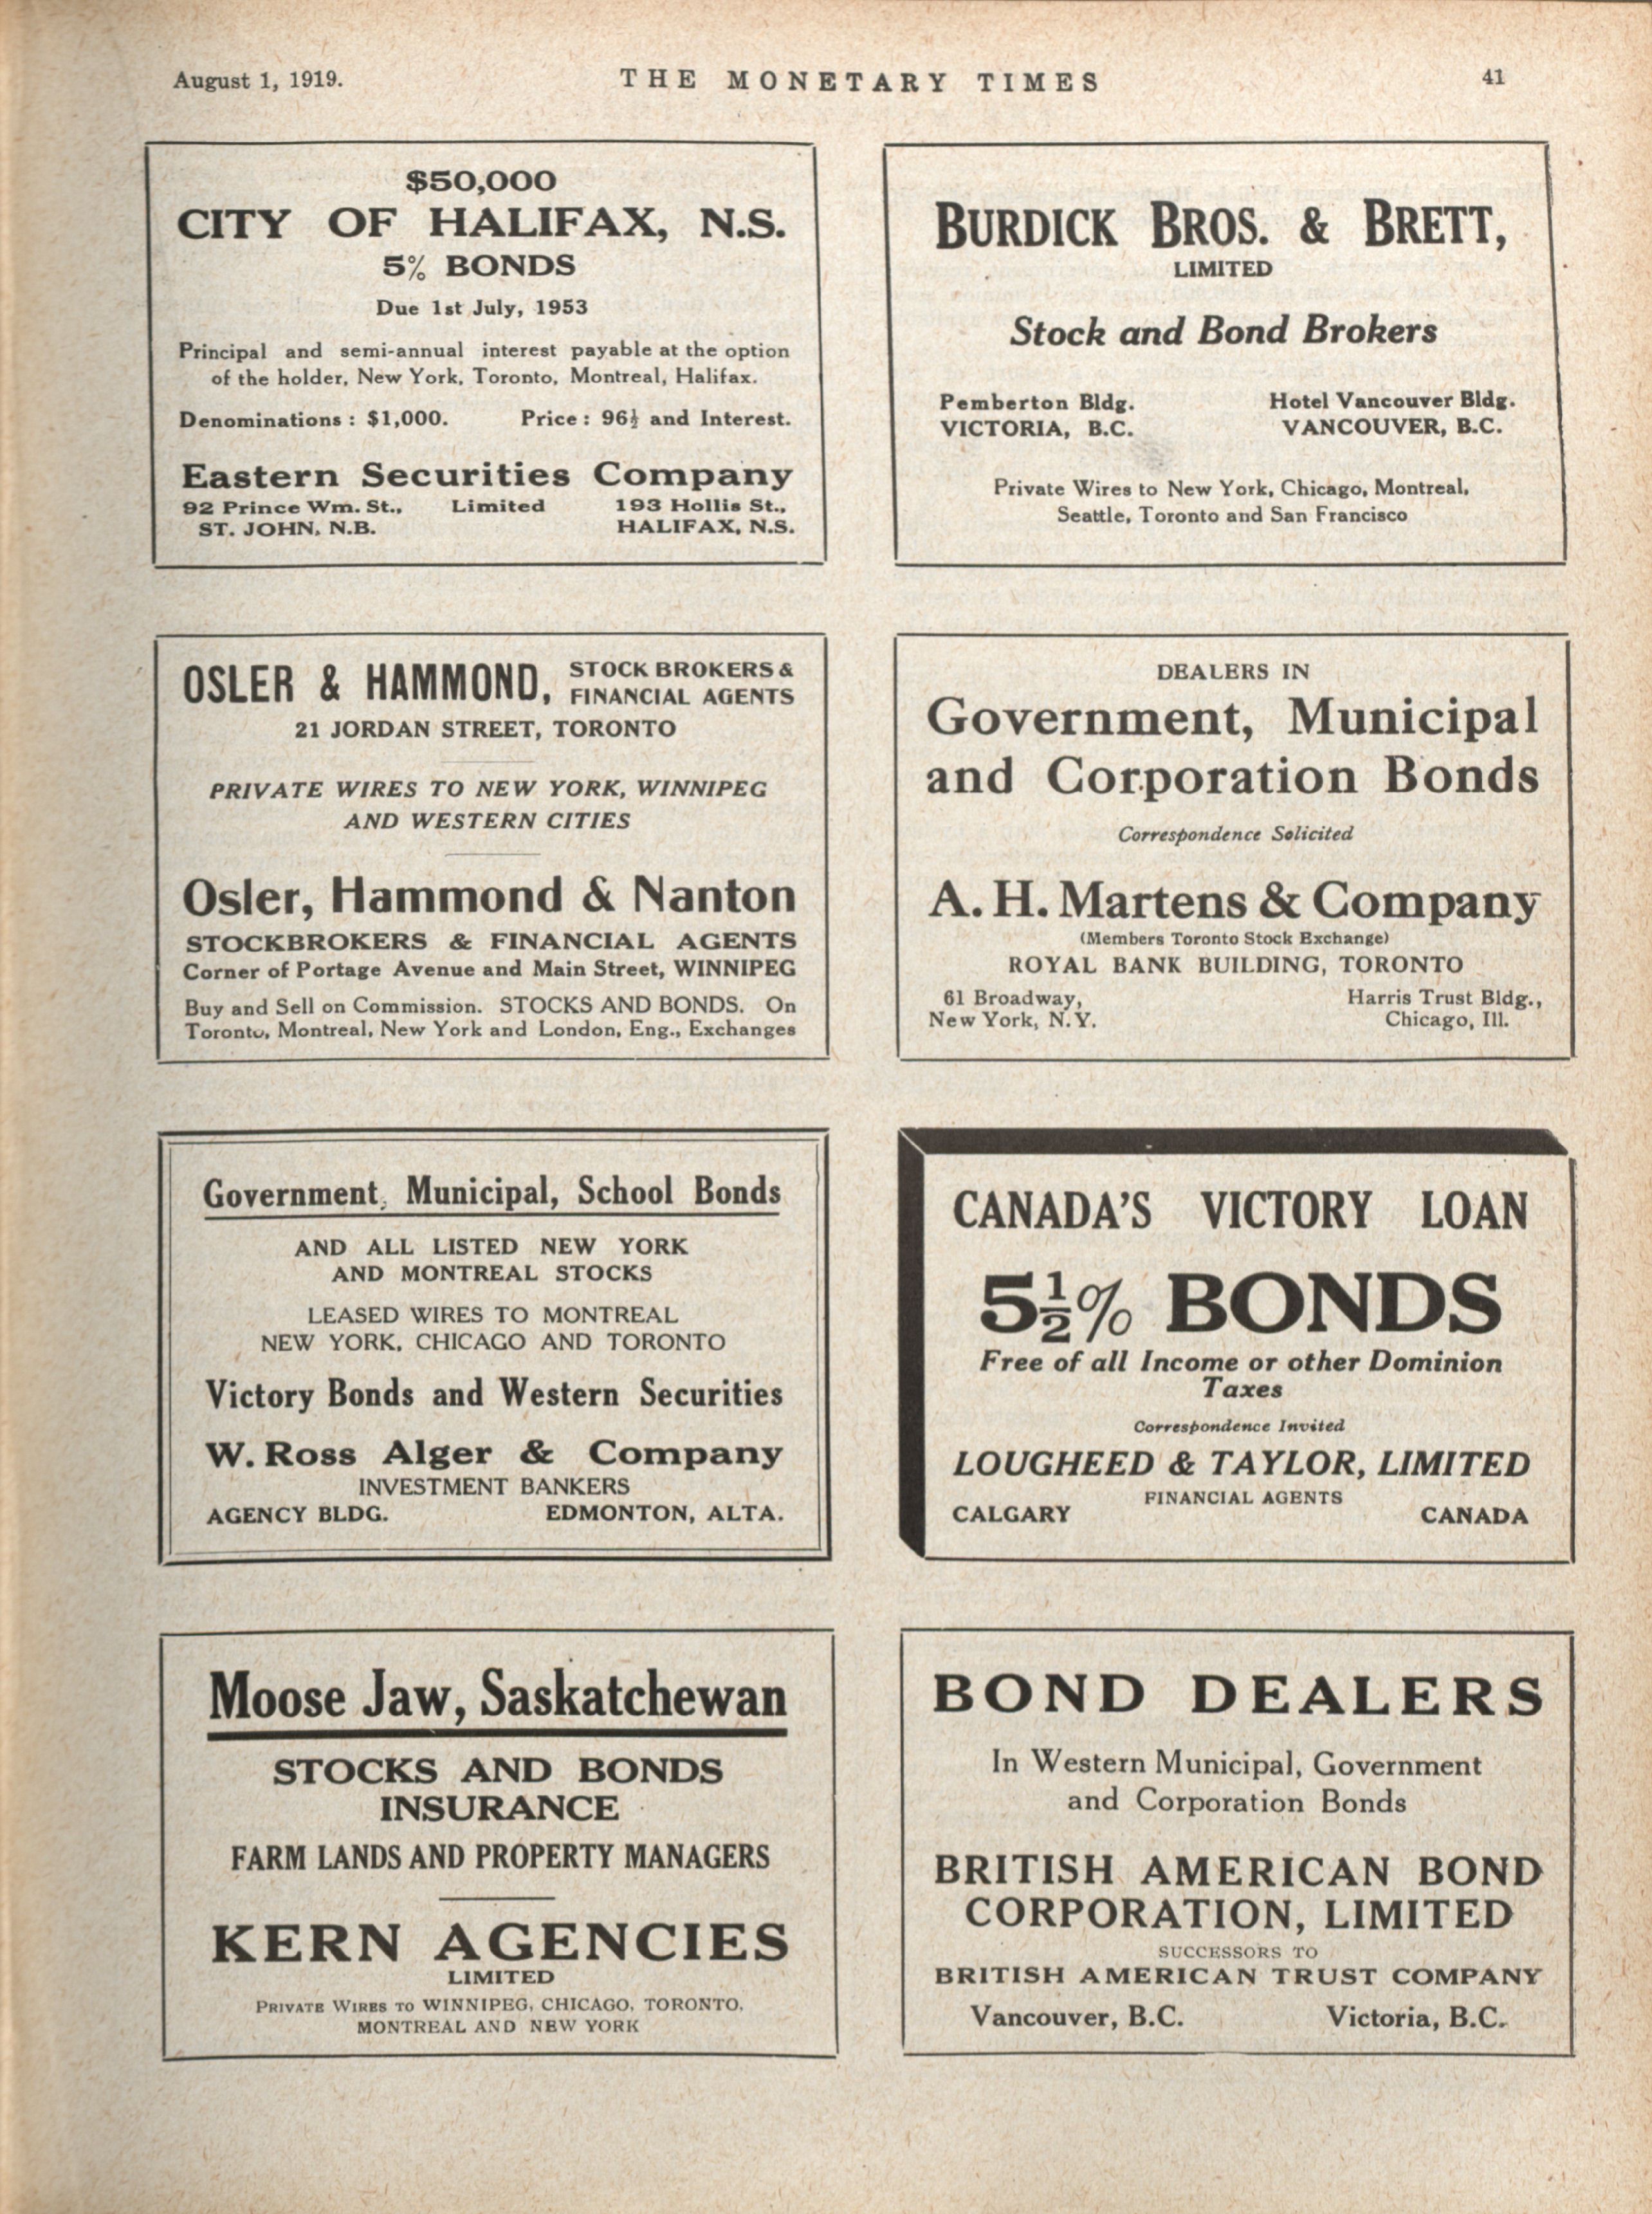 August 1, 1919.
THE MONETARY TIMES
41
$50,000
CITY OF HALIFAX, N.S.
5% BONDS
Due 1st July, 1953
Principal and semi-annual interest payable at the option
of the holder, New York, Toronto, Montreal, Halifax.
Denominations : $1,000. Price : 96½ and Interest.
Eastern Securities Company
Limited
92 Prince Wm. St.,
ST. JOHN, N.B.
193 Hollis St.,
HALIFAX, N.S.
BURDICK BROS. & BRETT,
LIMITED
Stock and Bond Brokers
Pemberton Bldg.
VICTORIA, B.C.
Hotel Vancouver Bldg.
VANCOUVER, B.C.
Private Wires to New York, Chicago, Montreal,
Seattle, Toronto and San Francisco
OSLER & HAMMOND,
STOCK BROKERS &
FINANCIAL AGENTS
21 JORDAN STREET, TORONTO
PRIVATE WIRES TO NEW YORK, WINNIPEG
AND WESTERN CITIES
Osler, Hammond & Nanton
STOCKBROKERS & FINANCIAL AGENTS
Corner of Portage Avenue and Main Street, WINNIPEG
Buy and Sell on Commission. STOCKS AND BONDS. On
Toronto, Montreal, New York and London, Eng., Exchanges
DEALERS IN
Government, Municipal
and Corporation Bonds
Correspondence Solicited
A. H. Martens & Company
(Members Toronto Stock Exchange)
ROYAL BANK BUILDING, TORONTO
61 Broadway,
New York, N.Y.
Harris Trust Bldg.,
Chicago, Ill.
Government, Municipal, School Bonds
AND ALL LISTED NEW YORK
AND MONTREAL STOCKS
LEASED WIRES TO MONTREAL
NEW YORK, CHICAGO AND TORONTO
Victory Bonds and Western Securities
W. Ross Alger & Company
INVESTMENT BANKERS
AGENCY BLDG. EDMONTON, ALTA.
CANADA'S VICTORY LOAN
5½% BONDS
Free of all Income or other Dominion
Taxes
Correspondence Invited
LOUGHEED & TAYLOR, LIMITED
FINANCIAL AGENTS
CALGARY CANADA
Moose Jaw, Saskatchewan
STOCKS AND BONDS
INSURANCE
FARM LANDS AND PROPERTY MANAGERS
KERN AGENCIES
LIMITED
PRIVATE WIRES TO WINNIPEG, CHICAGO, TORONTO,
MONTREAL AND NEW YORK
BOND DEALERS
In Western Municipal, Government
and Corporation Bonds
BRITISH AMERICAN BOND
CORPORATION, LIMITED
SUCCESSORS TO
BRITISH AMERICAN TRUST COMPANY
Vancouver, B.C. Victoria, B.C.